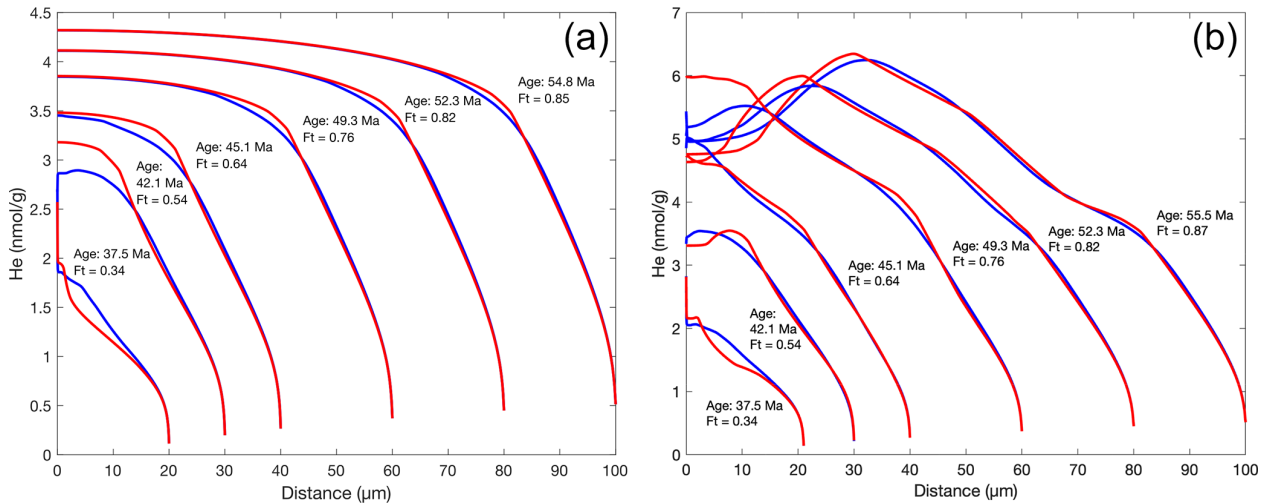 (a)
4.5
4
3.5
3
2.5
2
1.5
1
0.5
0
He (nmol/g)
Age: 54.8 Ma
Ft = 0.85
Age: 52.3 Ma
Ft = 0.82
Age: 49.3 Ma
Ft = 0.76
Age: 45.1 Ma
Ft = 0.64
Age:
42.1 Ma
Ft = 0.54
Age: 37.5 Ma
Ft = 0.34
0 10 20 30 40 50 60 70 80 90 100
Distance (µm)
(b)
7
6
5
4
3
2
1
0
He (nmol/g)
Age: 55.5 Ma
Ft = 0.87
Age: 52.3 Ma
Ft = 0.82
Age: 49.3 Ma
Ft = 0.76
Age: 45.1 Ma
Ft = 0.64
Age:
42.1 Ma
Ft = 0.54
Age: 37.5 Ma
Ft = 0.34
0 10 20 30 40 50 60 70 80 90 100
Distance (µm)